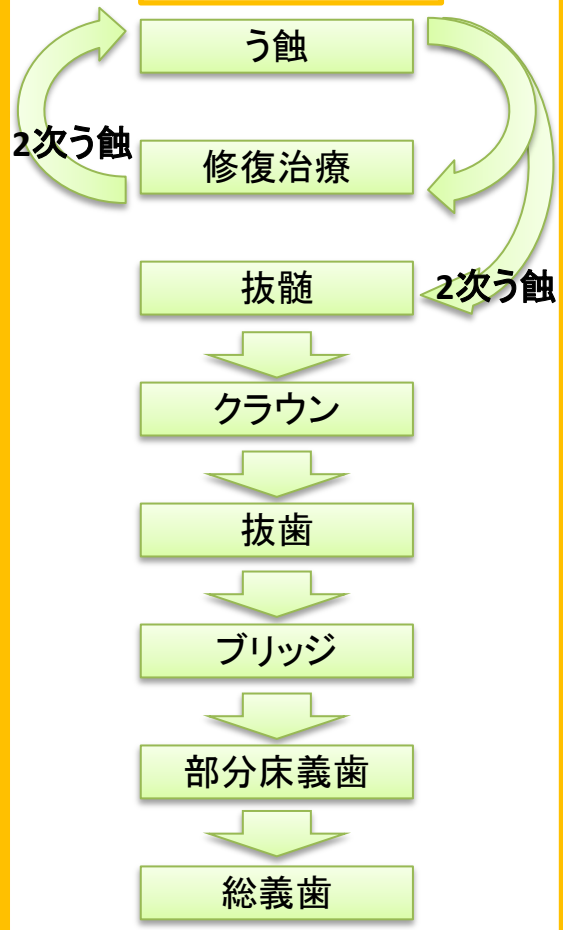 う蝕
2次う蝕
修復治療
抜髄
2次う蝕
クラウン
抜歯
ブリッジ
部分床義歯
総義歯